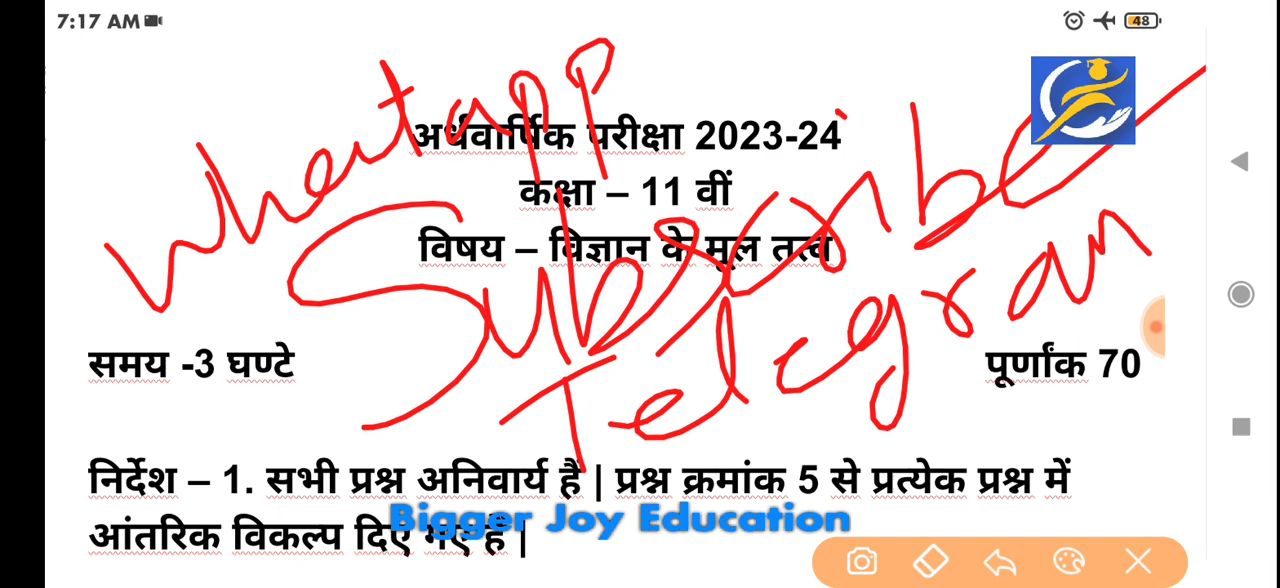 7:17 AM
48
whatapp
अर्धवार्षिक परीक्षा 2023-24
कक्षा – 11 वीं
Subscribe
विषय – विज्ञान के मूल तत्व
Telegram
समय -3 घण्टे
पूर्णांक 70
निर्देश – 1. सभी प्रश्न अनिवार्य हैं | प्रश्न क्रमांक 5 से प्रत्येक प्रश्न में
आंतरिक विकल्प दिए गए हैं |
Bigger Joy Education